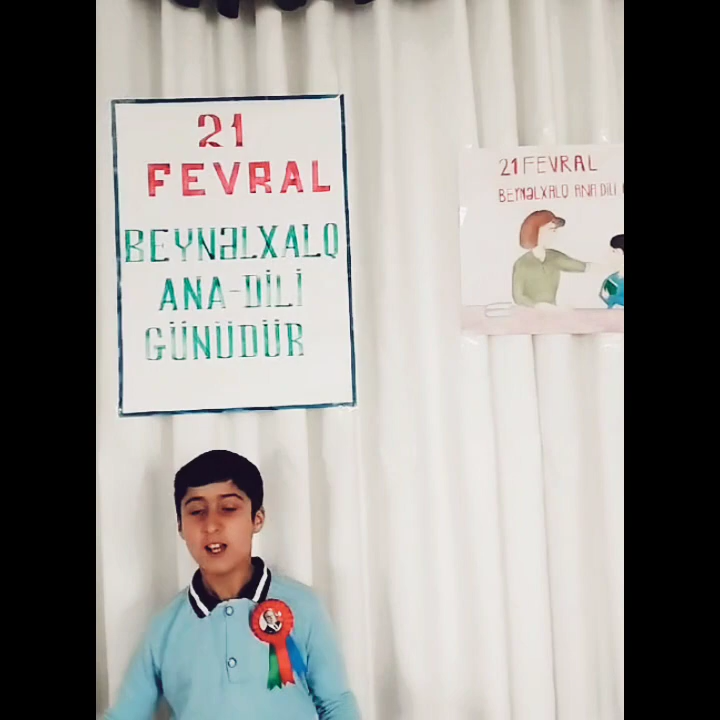 21
FEVRAL
BEYNƏLXALQ
ANA-DİLİ
GÜNÜDÜR
21 FEVRAL
BEYNƏLXALQ ANA DİLİ